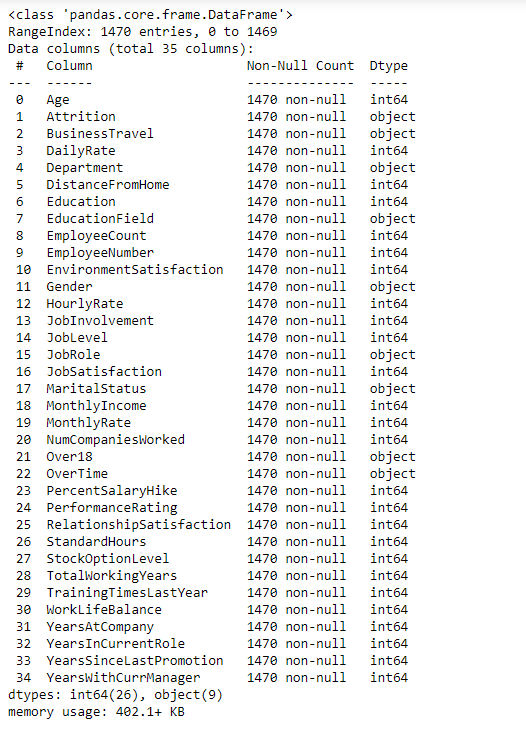 <class 'pandas.core.frame.DataFrame'>
RangeIndex: 1470 entries, 0 to 1469
Data columns (total 35 columns):
 #   Column                    Non-Null Count  Dtype
---  ------                    --------------  -----
 0   Age                       1470 non-null   int64
 1   Attrition                 1470 non-null   object
 2   BusinessTravel            1470 non-null   object
 3   DailyRate                 1470 non-null   int64
 4   Department                1470 non-null   object
 5   DistanceFromHome          1470 non-null   int64
 6   Education                 1470 non-null   int64
 7   EducationField            1470 non-null   object
 8   EmployeeCount             1470 non-null   int64
 9   EmployeeNumber            1470 non-null   int64
 10  EnvironmentSatisfaction   1470 non-null   int64
 11  Gender                    1470 non-null   object
 12  HourlyRate                1470 non-null   int64
 13  JobInvolvement            1470 non-null   int64
 14  JobLevel                  1470 non-null   int64
 15  JobRole                   1470 non-null   object
 16  JobSatisfaction           1470 non-null   int64
 17  MaritalStatus             1470 non-null   object
 18  MonthlyIncome             1470 non-null   int64
 19  MonthlyRate               1470 non-null   int64
 20  NumCompaniesWorked        1470 non-null   int64
 21  Over18                    1470 non-null   object
 22  OverTime                  1470 non-null   object
 23  PercentSalaryHike         1470 non-null   int64
 24  PerformanceRating         1470 non-null   int64
 25  RelationshipSatisfaction  1470 non-null   int64
 26  StandardHours             1470 non-null   int64
 27  StockOptionLevel          1470 non-null   int64
 28  TotalWorkingYears         1470 non-null   int64
 29  TrainingTimesLastYear     1470 non-null   int64
 30  WorkLifeBalance           1470 non-null   int64
 31  YearsAtCompany            1470 non-null   int64
 32  YearsInCurrentRole        1470 non-null   int64
 33  YearsSinceLastPromotion   1470 non-null   int64
 34  YearsWithCurrManager      1470 non-null   int64
dtypes: int64(26), object(9)
memory usage: 402.1+ KB